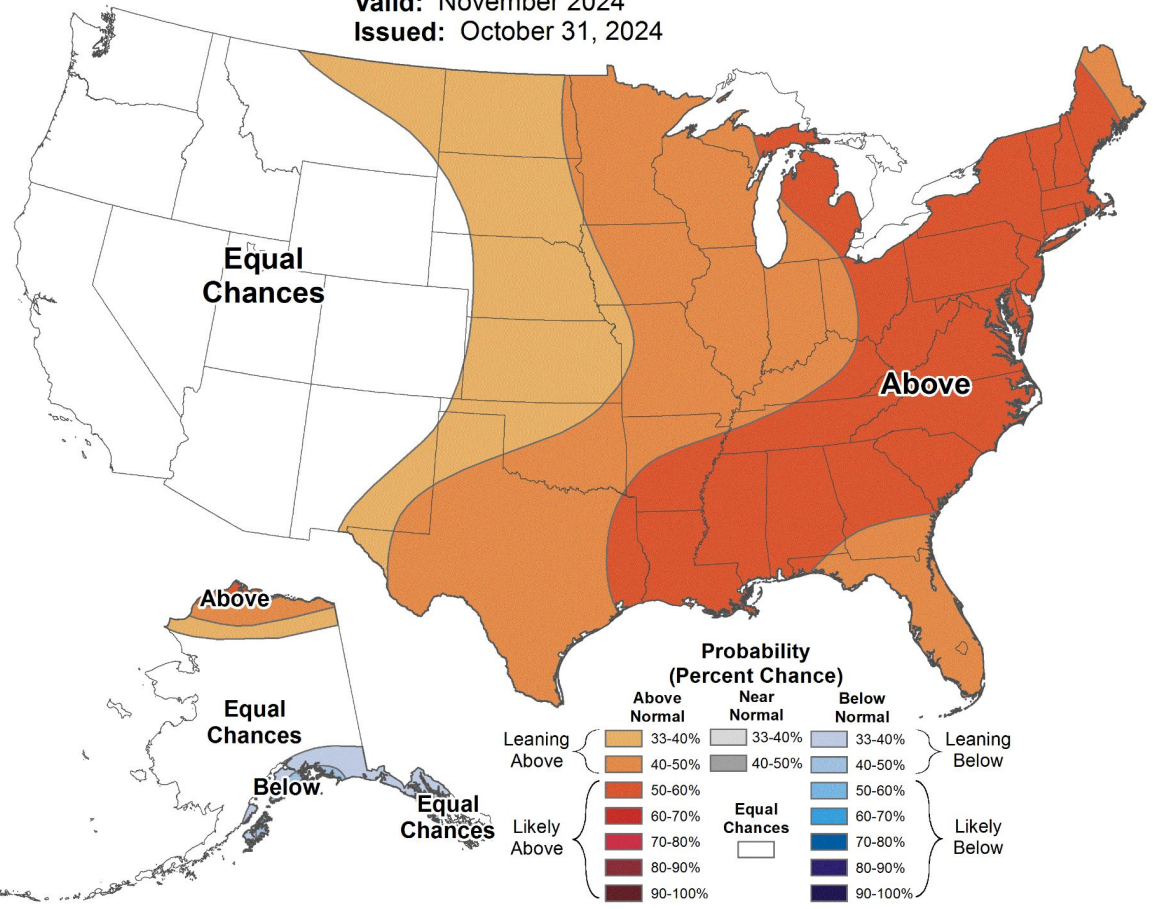 Valid: November 2024
Issued: October 31, 2024
Equal
Chances
Above
Above
Equal
Chances
Below
Equal
Chances
Probability
(Percent Chance)
Above
Normal
Near
Normal
Below
Normal
Leaning
Above
33-40%
33-40%
33-40%
Leaning
Below
40-50%
40-50%
40-50%
50-60%
50-60%
60-70%
Equal
Chances
60-70%
Likely
Above
70-80%
70-80%
Likely
Below
80-90%
80-90%
90-100%
90-100%